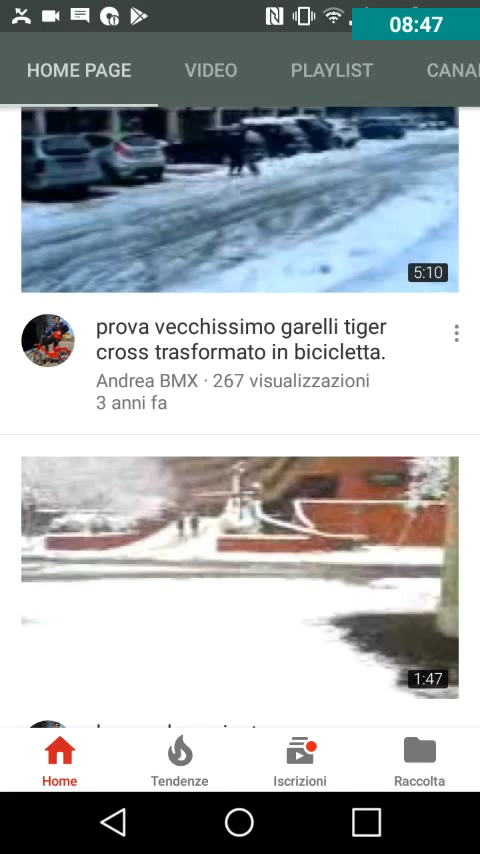 08:47
HOME PAGE
VIDEO
PLAYLIST
CANA
5:10
prova vecchissimo garelli tiger
cross trasformato in bicicletta.
Andrea BMX · 267 visualizzazioni
3 anni fa
1:47
Home
Tendenze
Iscrizioni
Raccolta